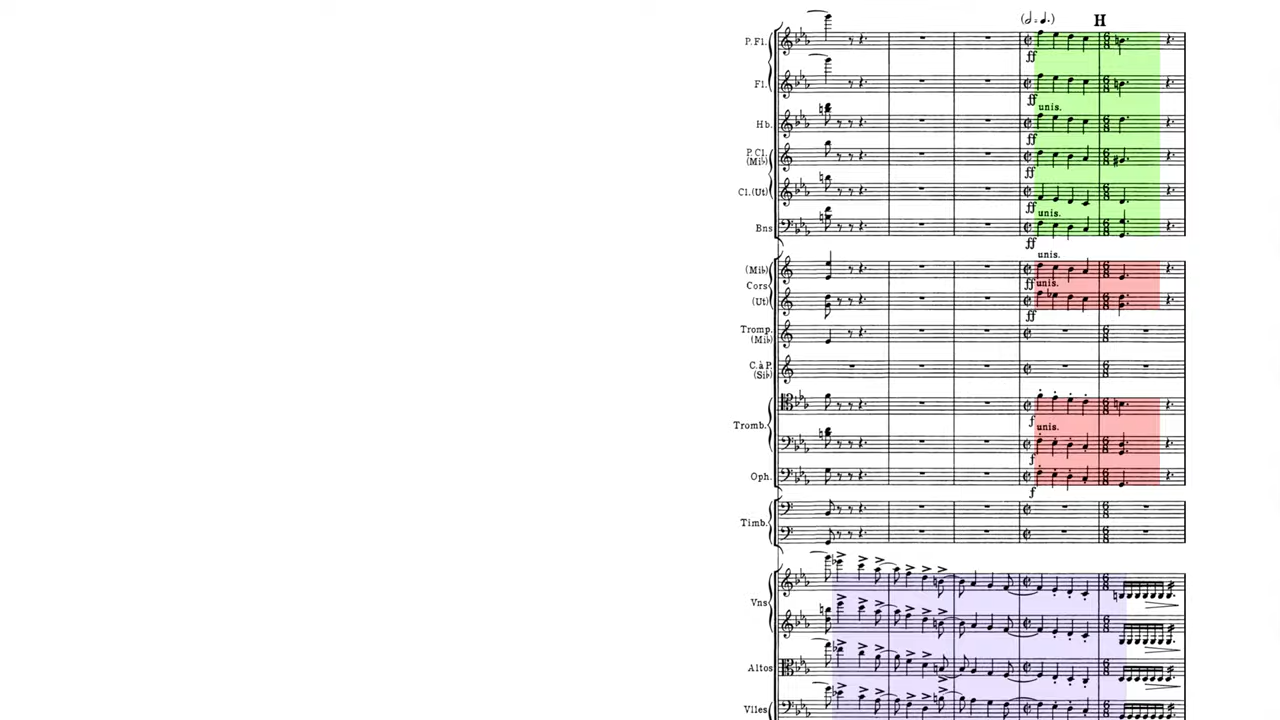 (𝅗𝅥 = ♩.) H
P. Fl.
ff
Fl.
ff
unis.
Hb.
ff
P. Cl.
(Mi♭)
ff
Cl. (Ut)
ff
unis.
Bns
ff
unis.
(Mi♭)
Cors
ff unis.
(Ut)
ff
Tromp.
(Mi♭)
C. à P.
(Si♭)
f
unis.
Tromb.
f
Oph.
f
Timb.
Vns
Altos
Vlles